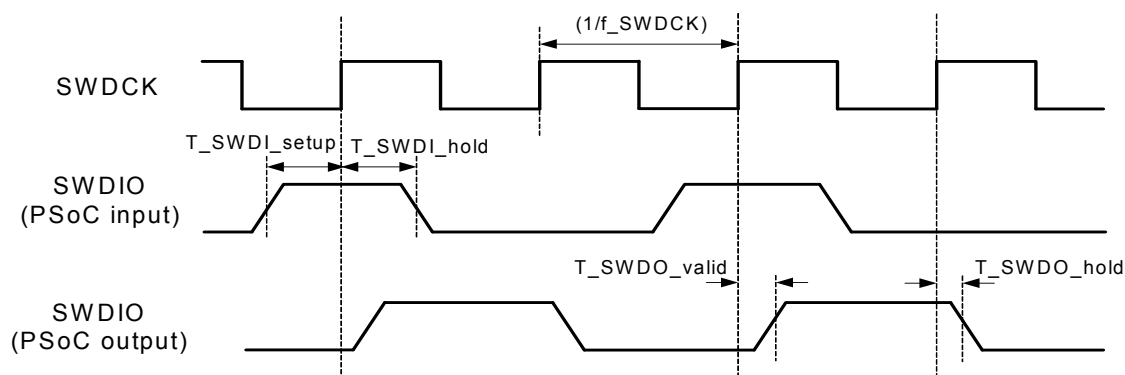 (1/f_SWDCK)
SWDCK
T_SWDI_setup
T_SWDI_hold
SWDIO
(PSoC input)
T_SWDO_valid
T_SWDO_hold
SWDIO
(PSoC output)